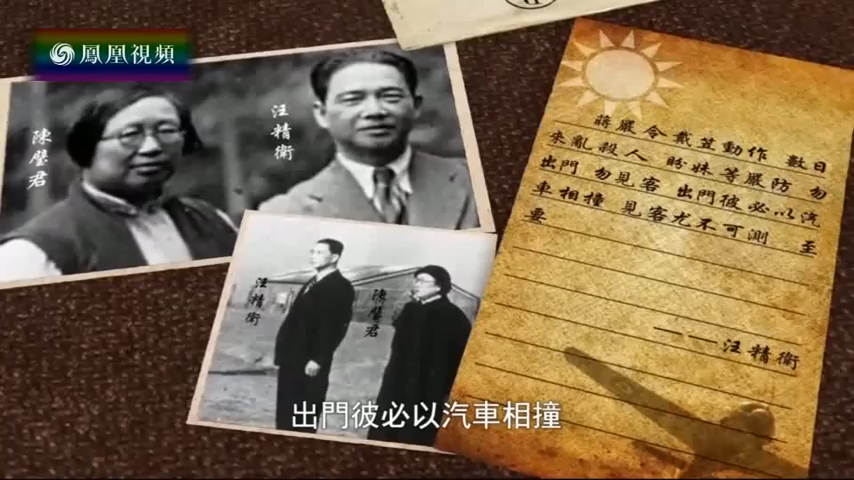 鳳凰視頻
陳璧君
汪精衛
汪精衛
陳璧君
蔣嚴令戴笠動作 數日
來亂殺人 盼妹等嚴防 勿
出門 勿見客 出門彼必以汽
車相撞 見客尤不可測 至
要
———汪精衛
出門彼必以汽車相撞